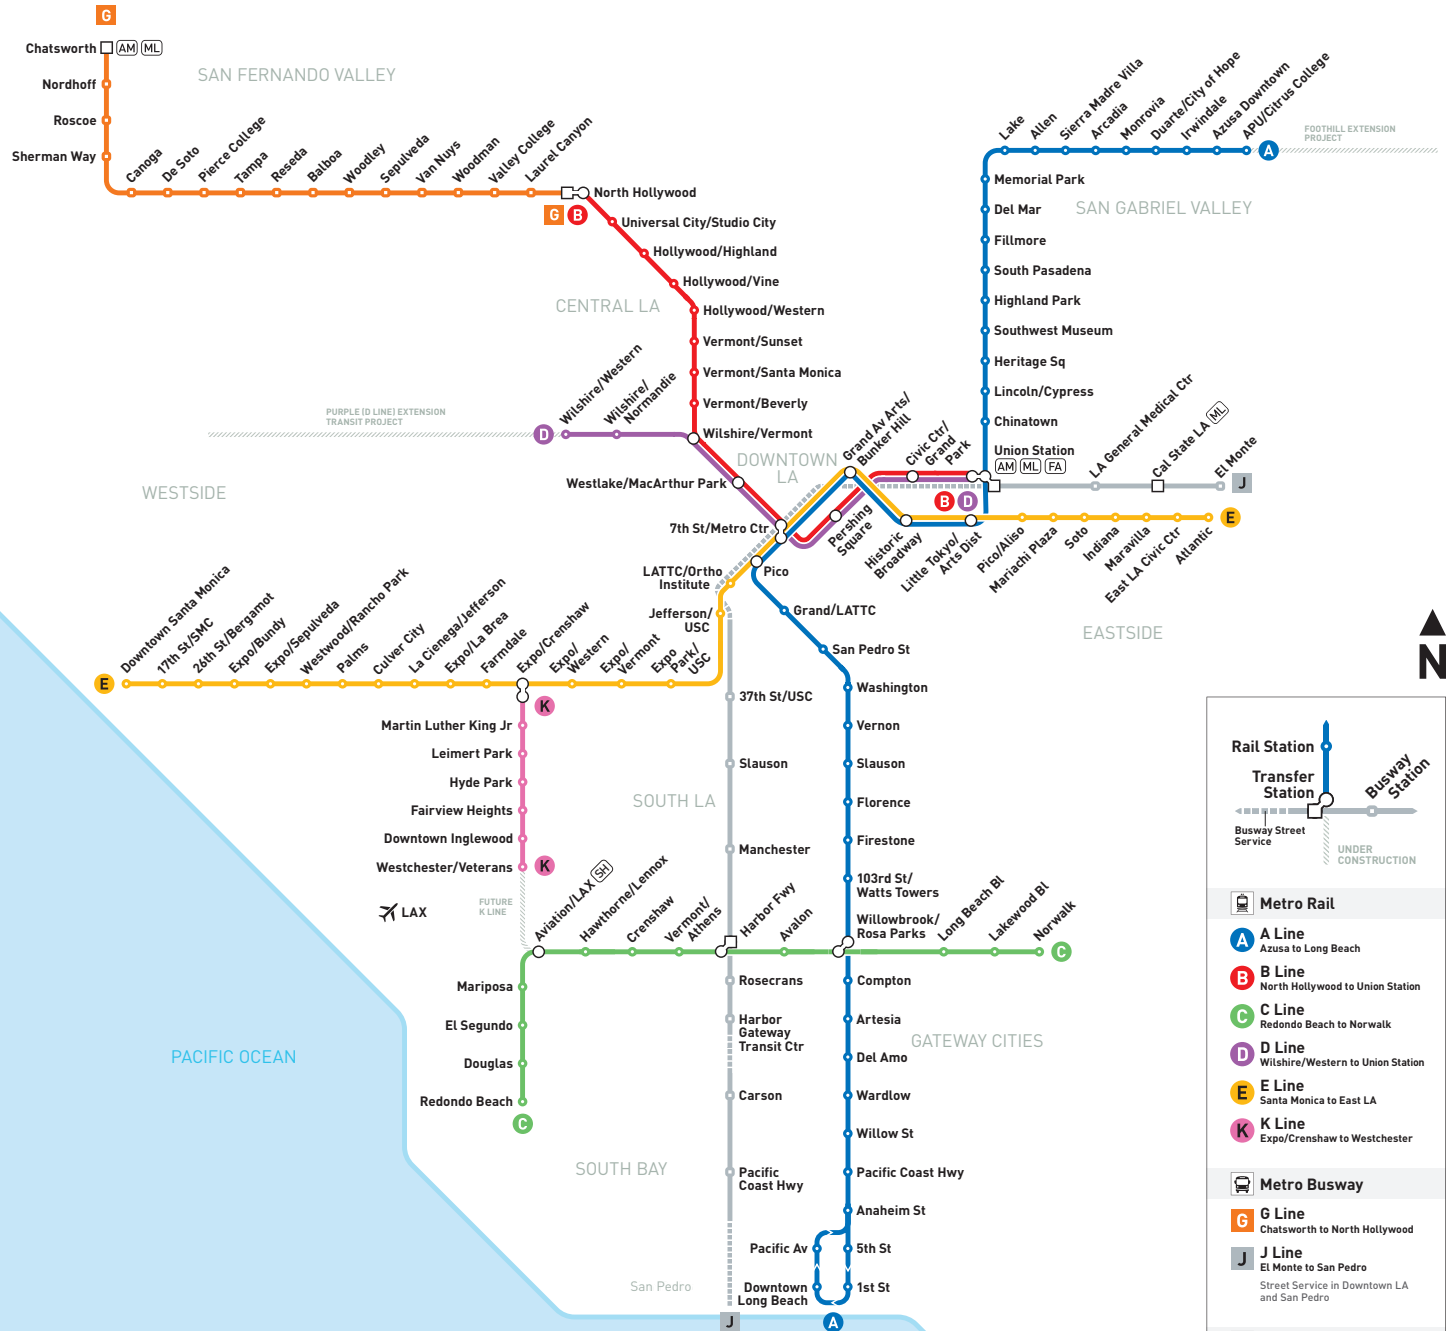 G
Chatsworth
AM
ML
Nordhoff
Roscoe
Sherman Way
SAN FERNANDO VALLEY
Canoga
De Soto
Pierce College
Tampa
Reseda
Balboa
Woodley
Sepulveda
Van Nuys
Woodman
Valley College
Laurel Canyon
North Hollywood
G
B
Universal City/Studio City
Hollywood/Highland
Hollywood/Vine
Hollywood/Western
Vermont/Sunset
Vermont/Santa Monica
Vermont/Beverly
Wilshire/Vermont
CENTRAL LA
Wilshire/Western
Wilshire/
Normandie
PURPLE (D LINE) EXTENSION
TRANSIT PROJECT
D
WESTSIDE
Westlake/MacArthur Park
7th St/Metro Ctr
DOWNTOWN
LA
Grand Av Arts/
Bunker Hill
Civic Ctr/
Grand
Park
Pershing
Square
Historic
Broadway
Little Tokyo/
Arts Dist
B
D
Lake
Allen
Sierra Madre Villa
Arcadia
Monrovia
Duarte/City of Hope
Irwindale
Azusa Downtown
APU/Citrus College
A
FOOTHILL EXTENSION
PROJECT
Memorial Park
Del Mar
SAN GABRIEL VALLEY
Fillmore
South Pasadena
Highland Park
Southwest Museum
Heritage Sq
Lincoln/Cypress
Chinatown
Union Station
AM
ML
FA
LA General Medical Ctr
Cal State LA
ML
El Monte
J
Pico/Aliso
Mariachi Plaza
Soto
Indiana
Maravilla
East LA Civic Ctr
Atlantic
E
EASTSIDE
Pico
LATTC/Ortho
Institute
Jefferson/
USC
Grand/LATTC
San Pedro St
Washington
Vernon
Slauson
Florence
Firestone
103rd St/
Watts Towers
Willowbrook/
Rosa Parks
E
Downtown Santa Monica
17th St/SMC
26th St/Bergamot
Expo/Bundy
Expo/Sepulveda
Westwood/Rancho Park
Palms
Culver City
La Cienega/Jefferson
Expo/La Brea
Farmdale
Expo/Crenshaw
Expo/
Western
Expo/
Vermont
Expo
Park/
USC
K
Martin Luther King Jr
Leimert Park
Hyde Park
Fairview Heights
Downtown Inglewood
Westchester/Veterans
K
FUTURE
K LINE
LAX
SOUTH LA
37th St/USC
Slauson
Manchester
Harbor Fwy
Aviation/LAX
SH
Hawthorne/Lennox
Crenshaw
Vermont/
Athens
Avalon
Long Beach Bl
Lakewood Bl
Norwalk
C
Mariposa
El Segundo
Douglas
Redondo Beach
C
Rosecrans
Harbor
Gateway
Transit Ctr
Carson
Pacific
Coast Hwy
San Pedro
J
Compton
Artesia
Del Amo
Wardlow
Willow St
Pacific Coast Hwy
Anaheim St
5th St
1st St
Pacific Av
Downtown
Long Beach
A
GATEWAY CITIES
SOUTH BAY
PACIFIC OCEAN
N
Rail Station
Transfer
Station
Busway
Station
Busway Street
Service
UNDER
CONSTRUCTION
Metro Rail
A
A Line
Azusa to Long Beach
B
B Line
North Hollywood to Union Station
C
C Line
Redondo Beach to Norwalk
D
D Line
Wilshire/Western to Union Station
E
E Line
Santa Monica to East LA
K
K Line
Expo/Crenshaw to Westchester
Metro Busway
G
G Line
Chatsworth to North Hollywood
J
J Line
El Monte to San Pedro
Street Service in Downtown LA
and San Pedro